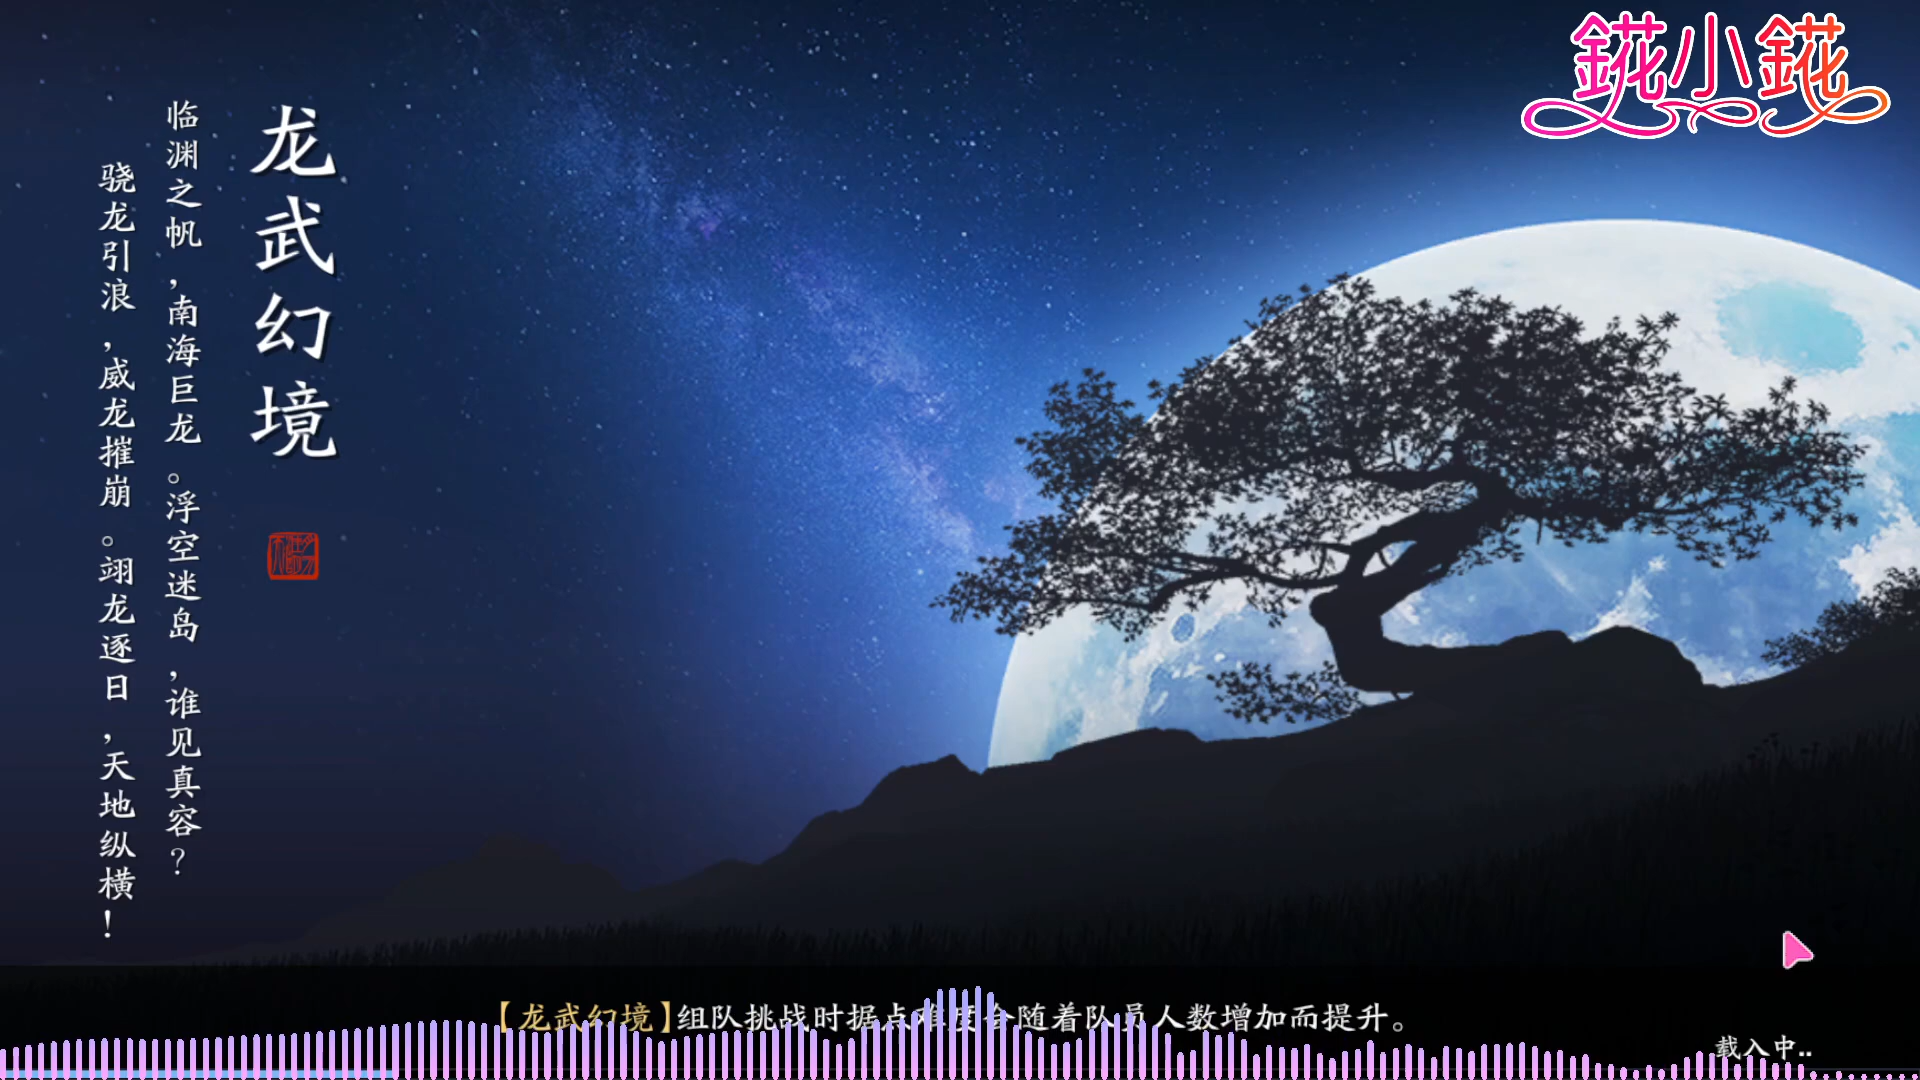 錵小錵
龙武幻境
临渊之帆,南海巨龙。浮空迷岛,谁见真容?
骁龙引浪,威龙摧崩。翊龙逐日,天地纵横!
【龙武幻境】组队挑战时据点难度会随着队员人数增加而提升。
载入中..